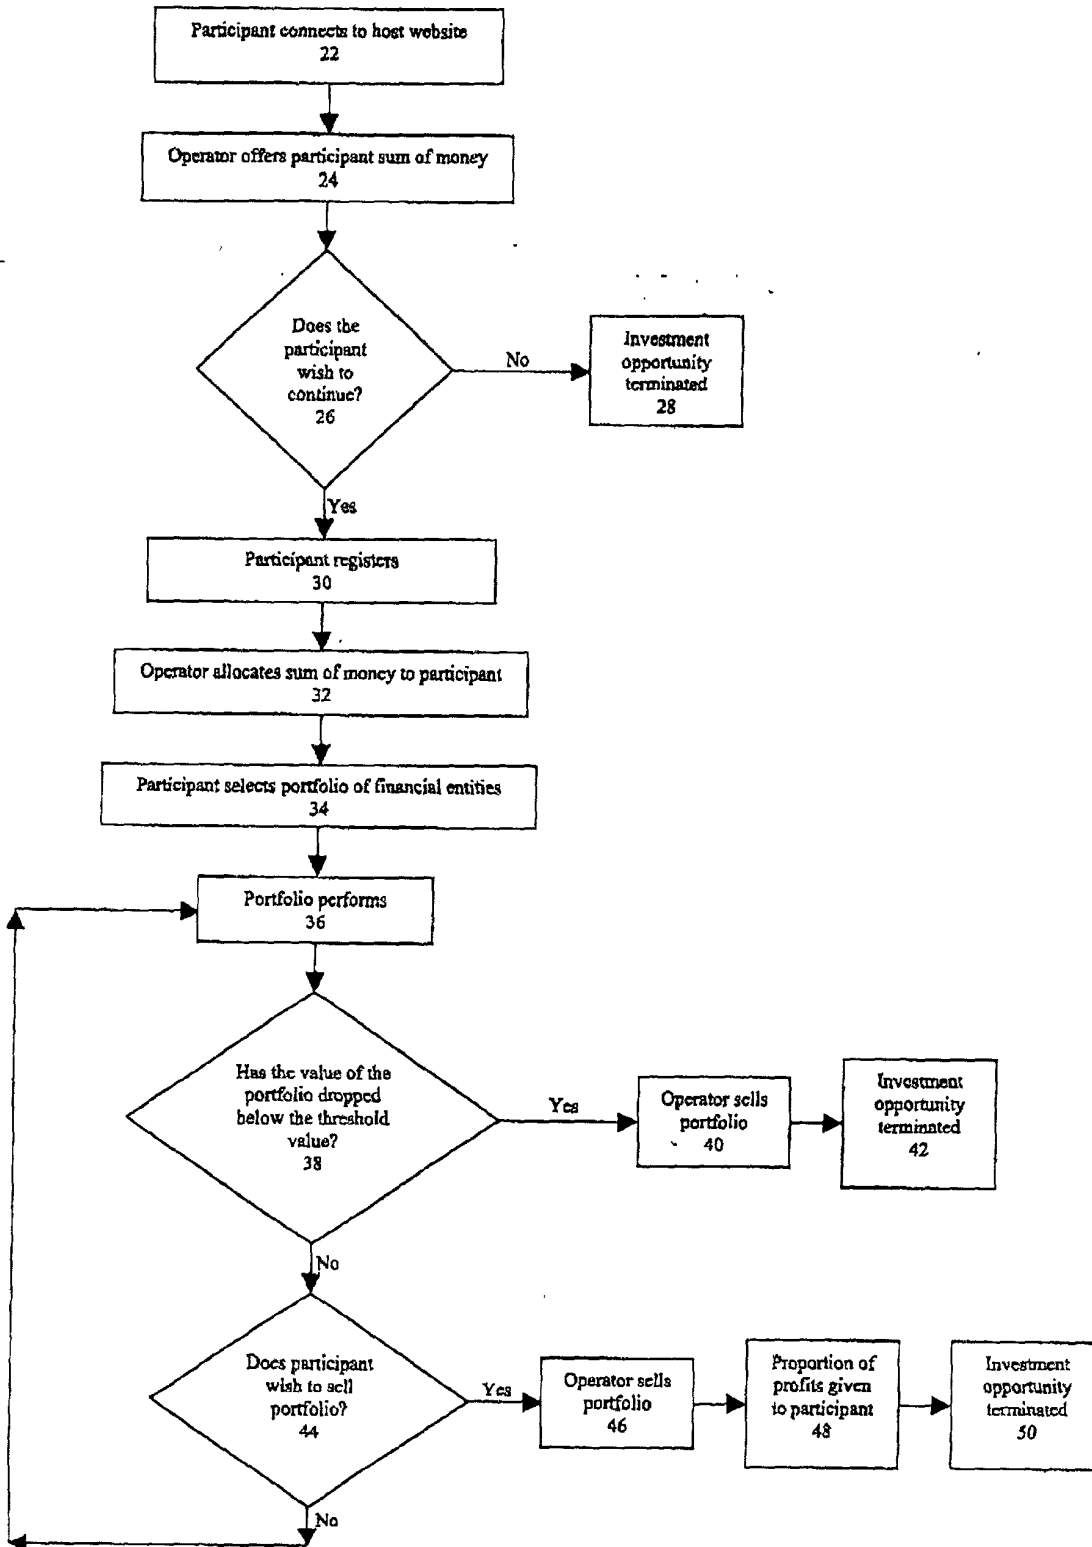 Participant connects to host website
22
Operator offers participant sum of money
24
Does the
participant
wish to
continue?
26
No
Investment
opportunity
terminated
28
Yes
Participant registers
30
Operator allocates sum of money to participant
32
Participant selects portfolio of financial entities
34
Portfolio performs
36
Has the value of the
portfolio dropped
below the threshold
value?
38
Yes
Operator sells
portfolio
40
Investment
opportunity
terminated
42
No
Does participant
wish to sell
portfolio?
44
Yes
Operator sells
portfolio
46
Proportion of
profits given
to participant
48
Investment
opportunity
terminated
50
No